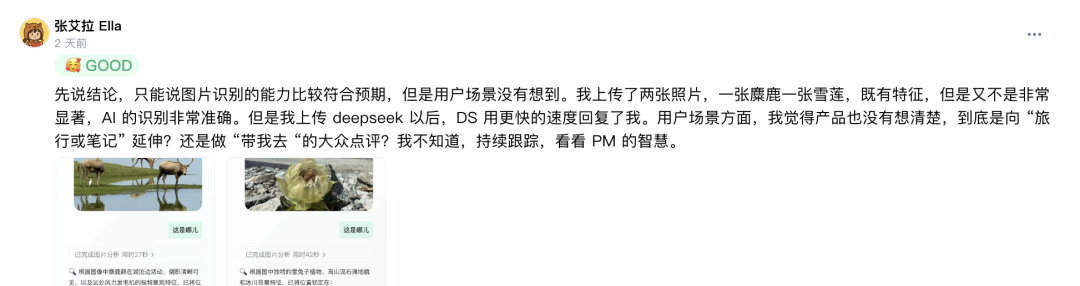 张艾拉 Ella
2 天前
🥰 GOOD
先说结论，只能说图片识别的能力比较符合预期，但是用户场景没有想到。我上传了两张照片，一张麋鹿一张雪莲，既有特征，但是又不是非常
显著，AI 的识别非常准确。但是我上传 deepseek 以后，DS 用更快的速度回复了我。用户场景方面，我觉得产品也没有想清楚，到底是向 “旅
行或笔记” 延伸？还是做 “带我去 “的大众点评？我不知道，持续跟踪，看看 PM 的智慧。
这是哪儿
已完成图片分析 用时27秒 >
🔍 根据图像中麋鹿群在湖泊边活动、倒影清晰可
见，以及远处风力发电机的独特景观特征，已将位
这是哪儿
已完成图片分析 用时42秒 >
🔍 根据图中独特的雪兔子植物、高山流石滩地貌
和冰川背景特征，已将位置锁定在：